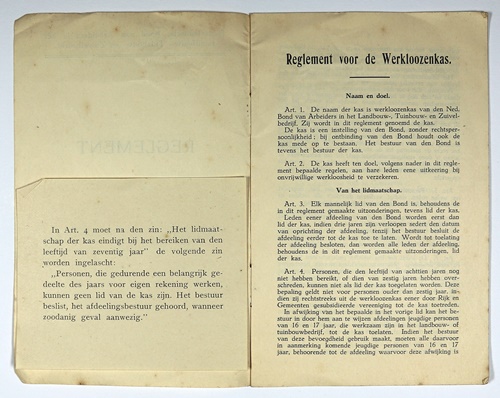 In Art. 4 moet na den zin: „Het lidmaat-
schap der kas eindigt bij het bereiken van den
leeftijd van zeventig jaar" de volgende zin
worden ingelascht:
„Personen, die gedurende een belangrijk ge-
deelte des jaars voor eigen rekening werken,
kunnen geen lid van de kas zijn. Het bestuur
beslist, het afdeelingsbestuur gehoord, wanneer
zoodanig geval aanwezig."
Reglement voor de Werkloozenkas.
Naam en doel.
Art. 1. De naam der kas is werkloozenkas van den Ned.
Bond van Arbeiders in het Landbouw-, Tuinbouw- en Zuivel-
bedrijf. Zij wordt in dit reglement genoemd de kas.
De kas is een instelling van den Bond, zonder rechtsper-
soonlijkheid; bij ontbinding van den Bond houdt ook de
kas mede op te bestaan. Het bestuur van den Bond is
tevens het bestuur der kas.
Art. 2. De kas heeft ten doel, volgens nader in dit regle-
ment bepaalde regelen, aan hare leden eene uitkeering bij
onvrijwillige werkloosheid te verzekeren.
Van het lidmaatschap.
Art. 3. Elk mannelijk lid van den Bond is, behoudens de
in dit reglement gemaakte uitzonderingen, tevens lid der kas.
Leden eener afdeeling van den Bond worden eerst dan
lid der kas, indien er drie jaren zijn verloopen sedert den datum
van oprichting der afdeeling, tenzij het bestuur besluit de
afdeeling eerder tot de kas toe te laten. Wordt tot toelating
der afdeeling besloten, dan worden alle leden der afdeeling,
behoudens de in dit reglement gemaakte uitzonderingen, lid
der kas.
Art. 4. Personen, die den leeftijd van achttien jaren nog
niet hebben bereikt, of dien van zestig jaren hebben over-
schreden, kunnen niet als lid der kas toegelaten worden. Deze
bepaling geldt niet voor personen ouder dan zestig jaar, in-
dien zij rechtstreeks uit de werkloozenkas eener door Rijk en
Gemeenten gesubsidieerde vereeniging tot de kas toetreden.
In afwijking van het bepaalde in het vorige lid kan het be-
stuur in door hem aan te wijzen afdeelingen jeugdige personen
van 16 en 17 jaar, die werkzaam zijn in het landbouw- of
tuinbouwbedrijf, tot de kas toelaten. Indien het bestuur van
deze bevoegdheid gebruik maakt, moeten alle daarvoor
in aanmerking komende jeugdige personen van 16 en 17
jaar, behoorende tot de afdeeling waarvoor deze afwijking is